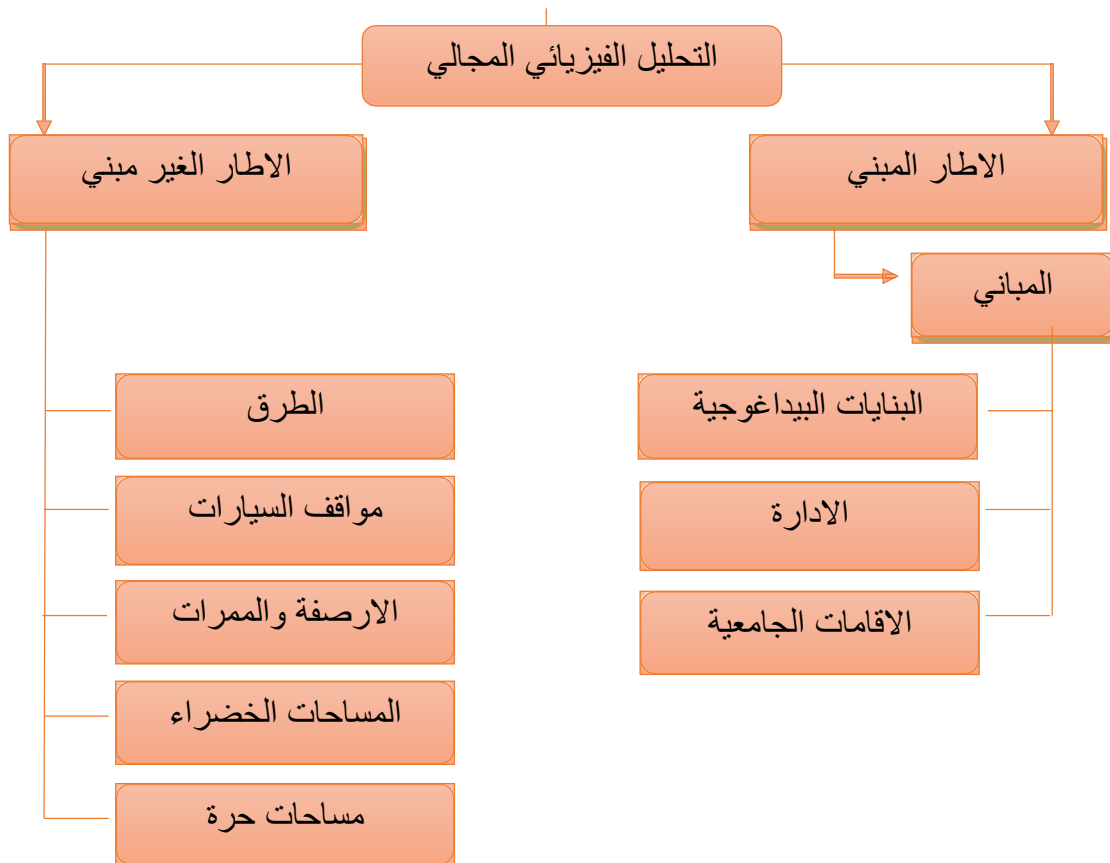 التحليل الفيزيائي المجالي
الاطار المبني
الاطار الغير مبني
المباني
البنايات البيداغوجية
الادارة
الاقامات الجامعية
الطرق
مواقف السيارات
الارصفة والممرات
المساحات الخضراء
مساحات حرة